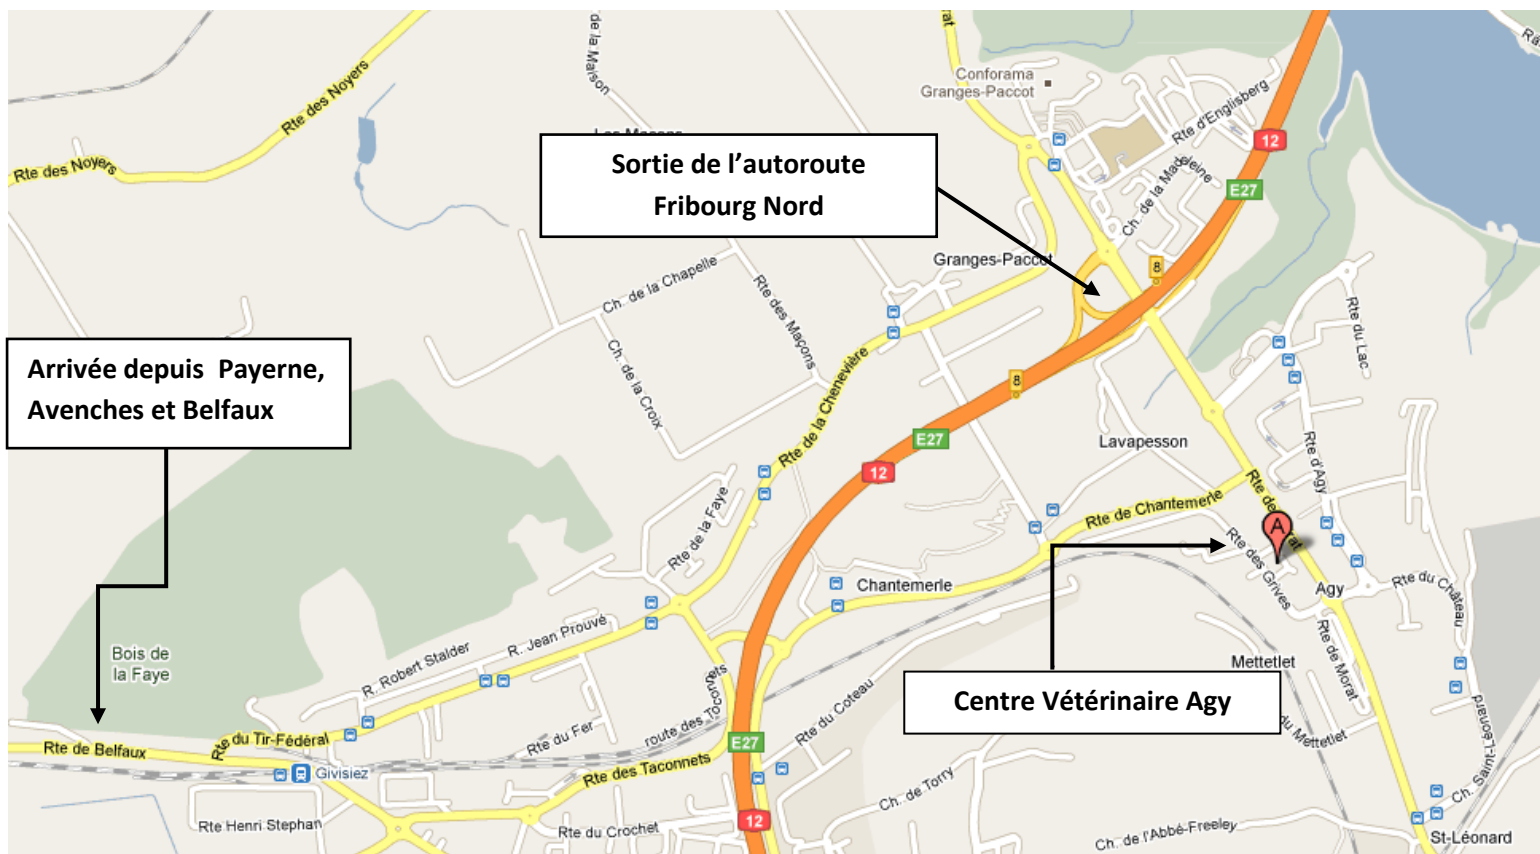 Sortie de l’autoroute
Fribourg Nord
Arrivée depuis Payerne,
Avenches et Belfaux
Centre Vétérinaire Agy
Rte des Noyers
Rte des Noyers
de la Maison
Conforama
Granges-Paccot
Rte d'Englisberg
12
E27
Ch. de la Madeleine
8
Granges-Paccot
Ch. de la Chapelle
Rte des Maçons
Ch. de la Croix
Rte de la Chenevière
Rte du Lac
8
E27
12
Lavapesson
Rte d'Agy
Rte de la Faye
Rte de Chantemerle
A
Rte des Grives
Chantemerle
Agy
Rte du Château
R. Jean Prouvé
R. Robert Stalder
Bois de
la Faye
Mettetlet
Rte de Morat
Rte du Coteau
route des Taconnets
Rte du Fer
Rte du Tir-Fédéral
Rte de Belfaux
E27
du Mettetlet
Ch. Saint-Léonard
Givisiez
Rte des Taconnets
Ch. de Torry
Rte Henri Stephan
Rte du Crochet
12
Ch. de l'Abbé-Freeley
St-Léonard